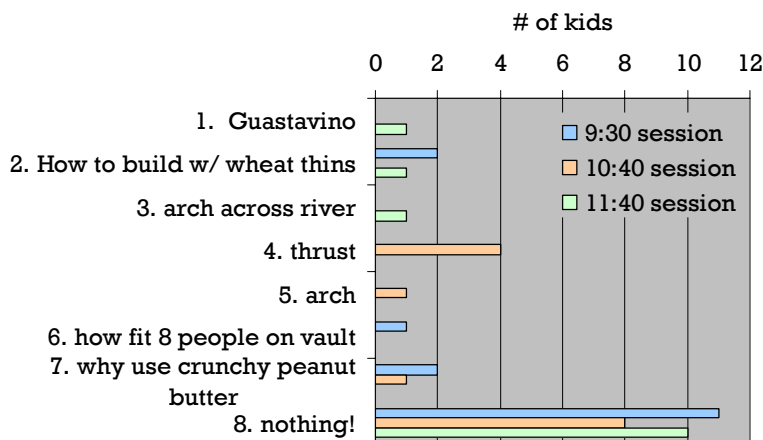 # of kids
0 2 4 6 8 10 12
1. Guastavino
2. How to build w/ wheat thins
3. arch across river
4. thrust
5. arch
6. how fit 8 people on vault
7. why use crunchy peanut
butter
8. nothing!
9:30 session
10:40 session
11:40 session